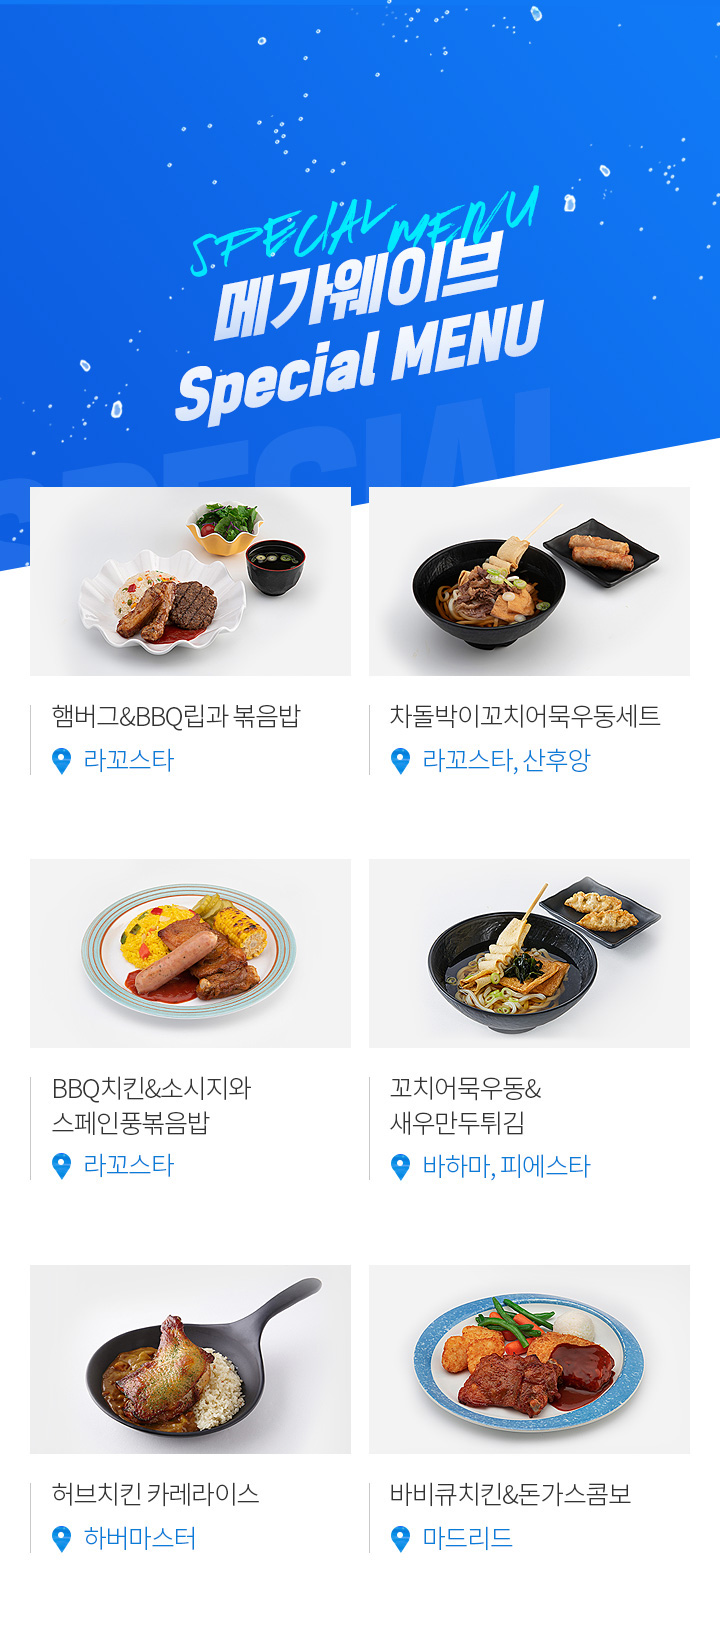 SPECIAL MENU
메가웨이브
Special MENU
SPECIAL
햄버그&BBQ립과 볶음밥
라꼬스타
차돌박이꼬치어묵우동세트
라꼬스타, 산후앙
BBQ치킨&소시지와
스페인풍볶음밥
라꼬스타
꼬치어묵우동&
새우만두튀김
바하마, 피에스타
허브치킨 카레라이스
하버마스터
바비큐치킨&돈가스콤보
마드리드